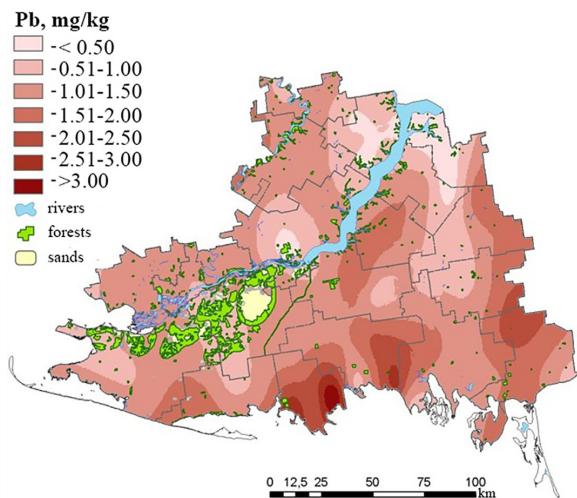 Pb, mg/kg
-< 0.50
-0.51-1.00
-1.01-1.50
-1.51-2.00
-2.01-2.50
-2.51-3.00
->3.00
rivers
forests
sands
0 12,5 25 50 75 100
km